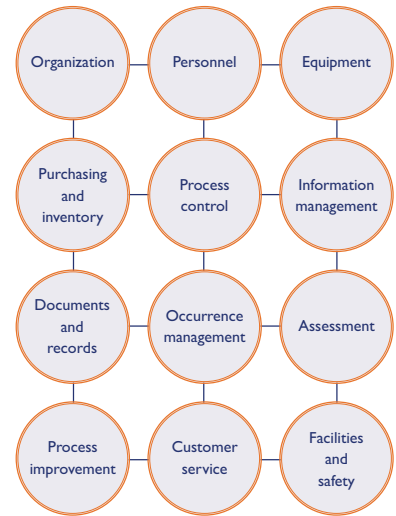 Organization
Personnel
Equipment
Purchasing
and
inventory
Process
control
Information
management
Documents
and
records
Occurrence
management
Assessment
Process
improvement
Customer
service
Facilities
and
safety